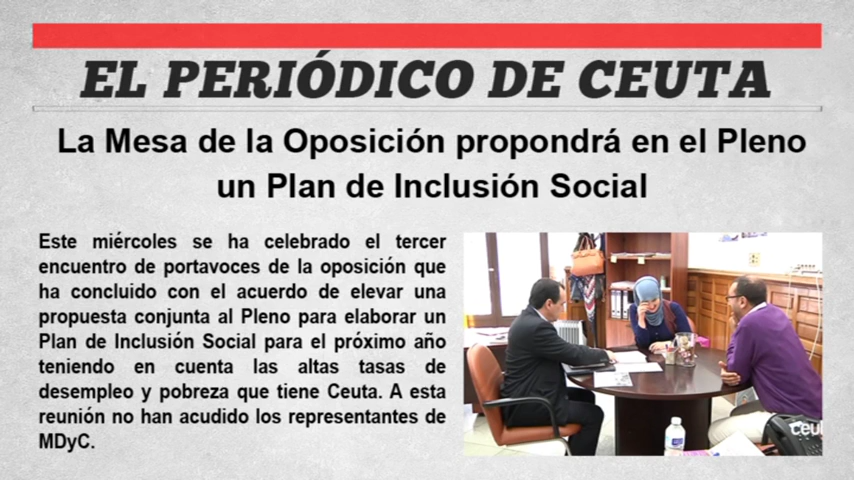 EL PERIÓDICO DE CEUTA
La Mesa de la Oposición propondrá en el Pleno
un Plan de Inclusión Social
Este miércoles se ha celebrado el tercer
encuentro de portavoces de la oposición que
ha concluido con el acuerdo de elevar una
propuesta conjunta al Pleno para elaborar un
Plan de Inclusión Social para el próximo año
teniendo en cuenta las altas tasas de
desempleo y pobreza que tiene Ceuta. A esta
reunión no han acudido los representantes de
MDyC.